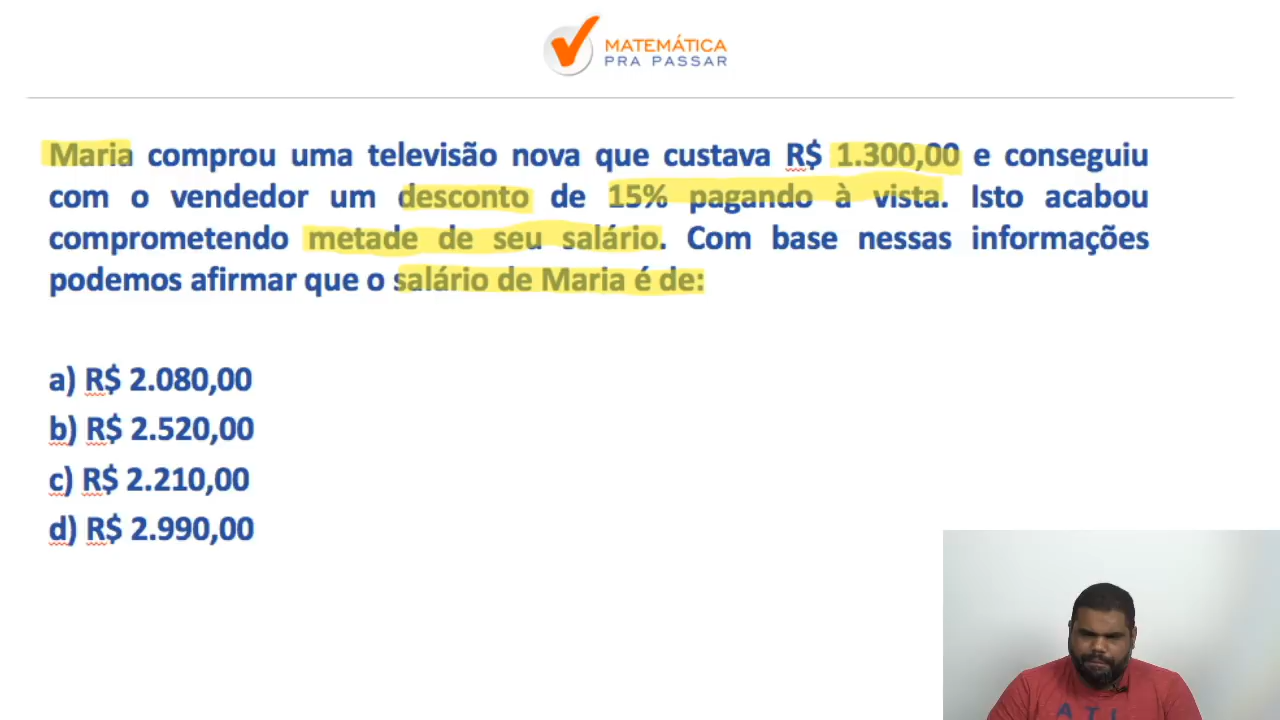 MATEMÁTICA
PRA PASSAR
Maria comprou uma televisão nova que custava R$ 1.300,00 e conseguiu
com o vendedor um desconto de 15% pagando à vista. Isto acabou
comprometendo metade de seu salário. Com base nessas informações
podemos afirmar que o salário de Maria é de:
a) R$ 2.080,00
b) R$ 2.520,00
c) R$ 2.210,00
d) R$ 2.990,00